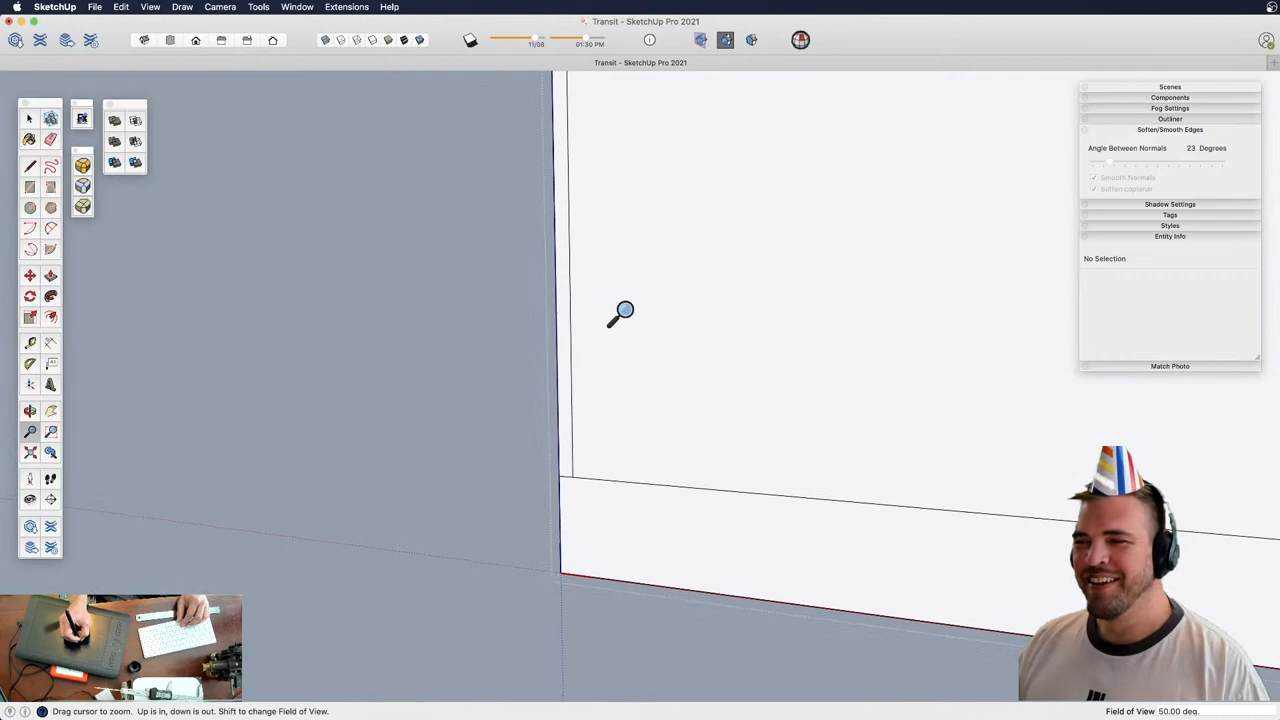 SketchUp File Edit View Draw Camera Tools Window Extensions Help
Transit - SketchUp Pro 2021
11/08 01:30 PM
Transit - SketchUp Pro 2021
Scenes
Components
Fog Settings
Outliner
Soften/Smooth Edges
Angle Between Normals 23 Degrees
Smooth Normals
Soften coplanar
Shadow Settings
Tags
Styles
Entity Info
No Selection
Match Photo
Drag cursor to zoom. Up is in, down is out. Shift to change Field of View.
Field of View 50.00 deg.